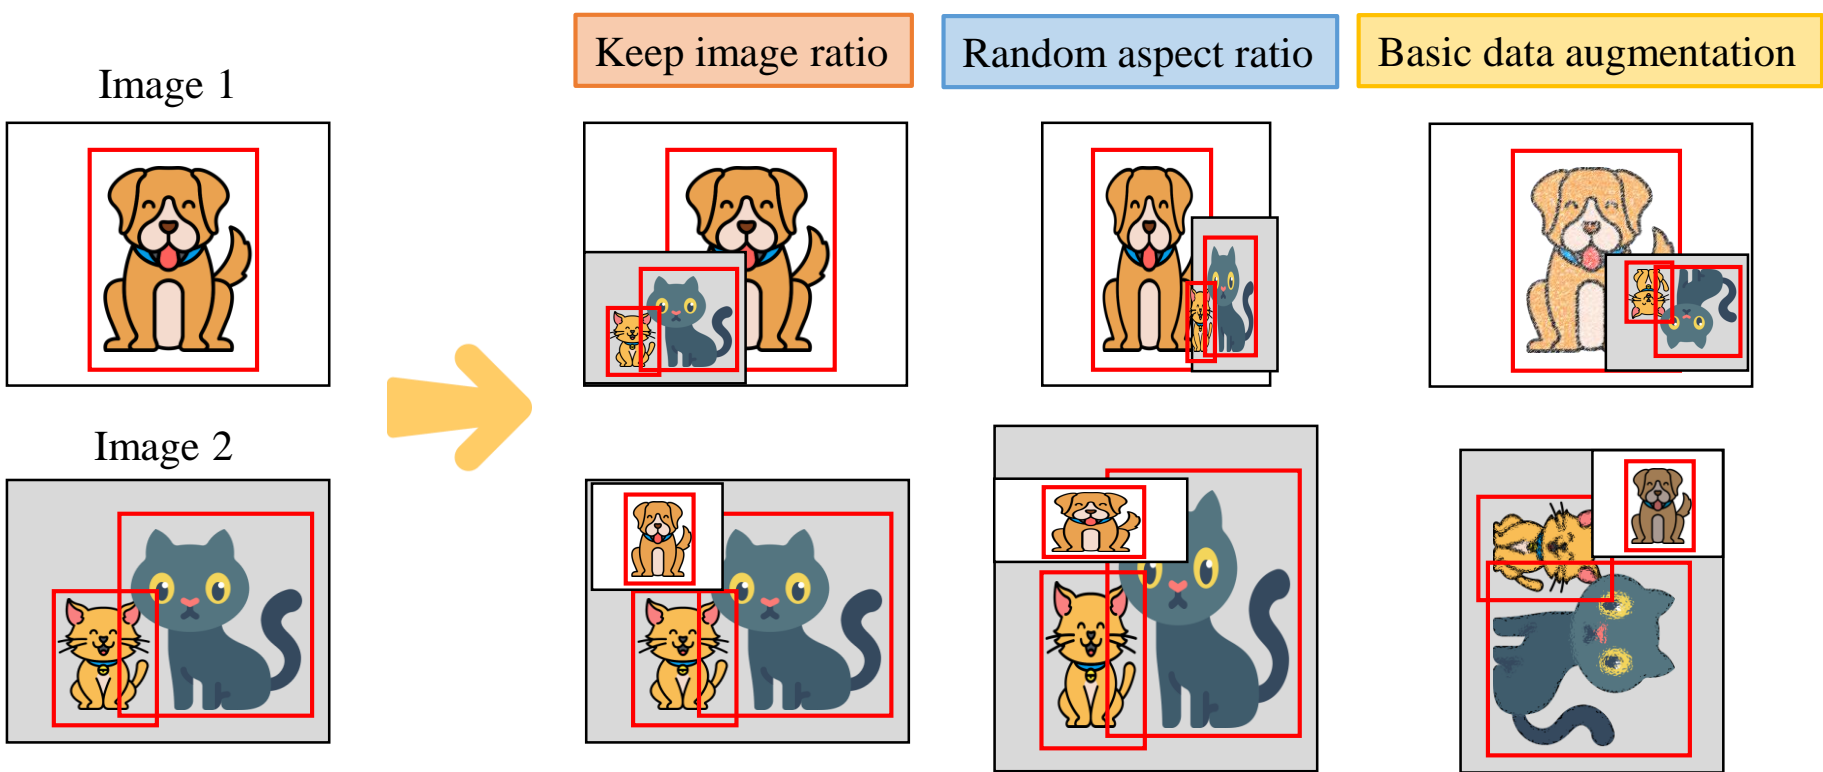 Keep image ratio
Random aspect ratio
Basic data augmentation
Image 1
Image 2